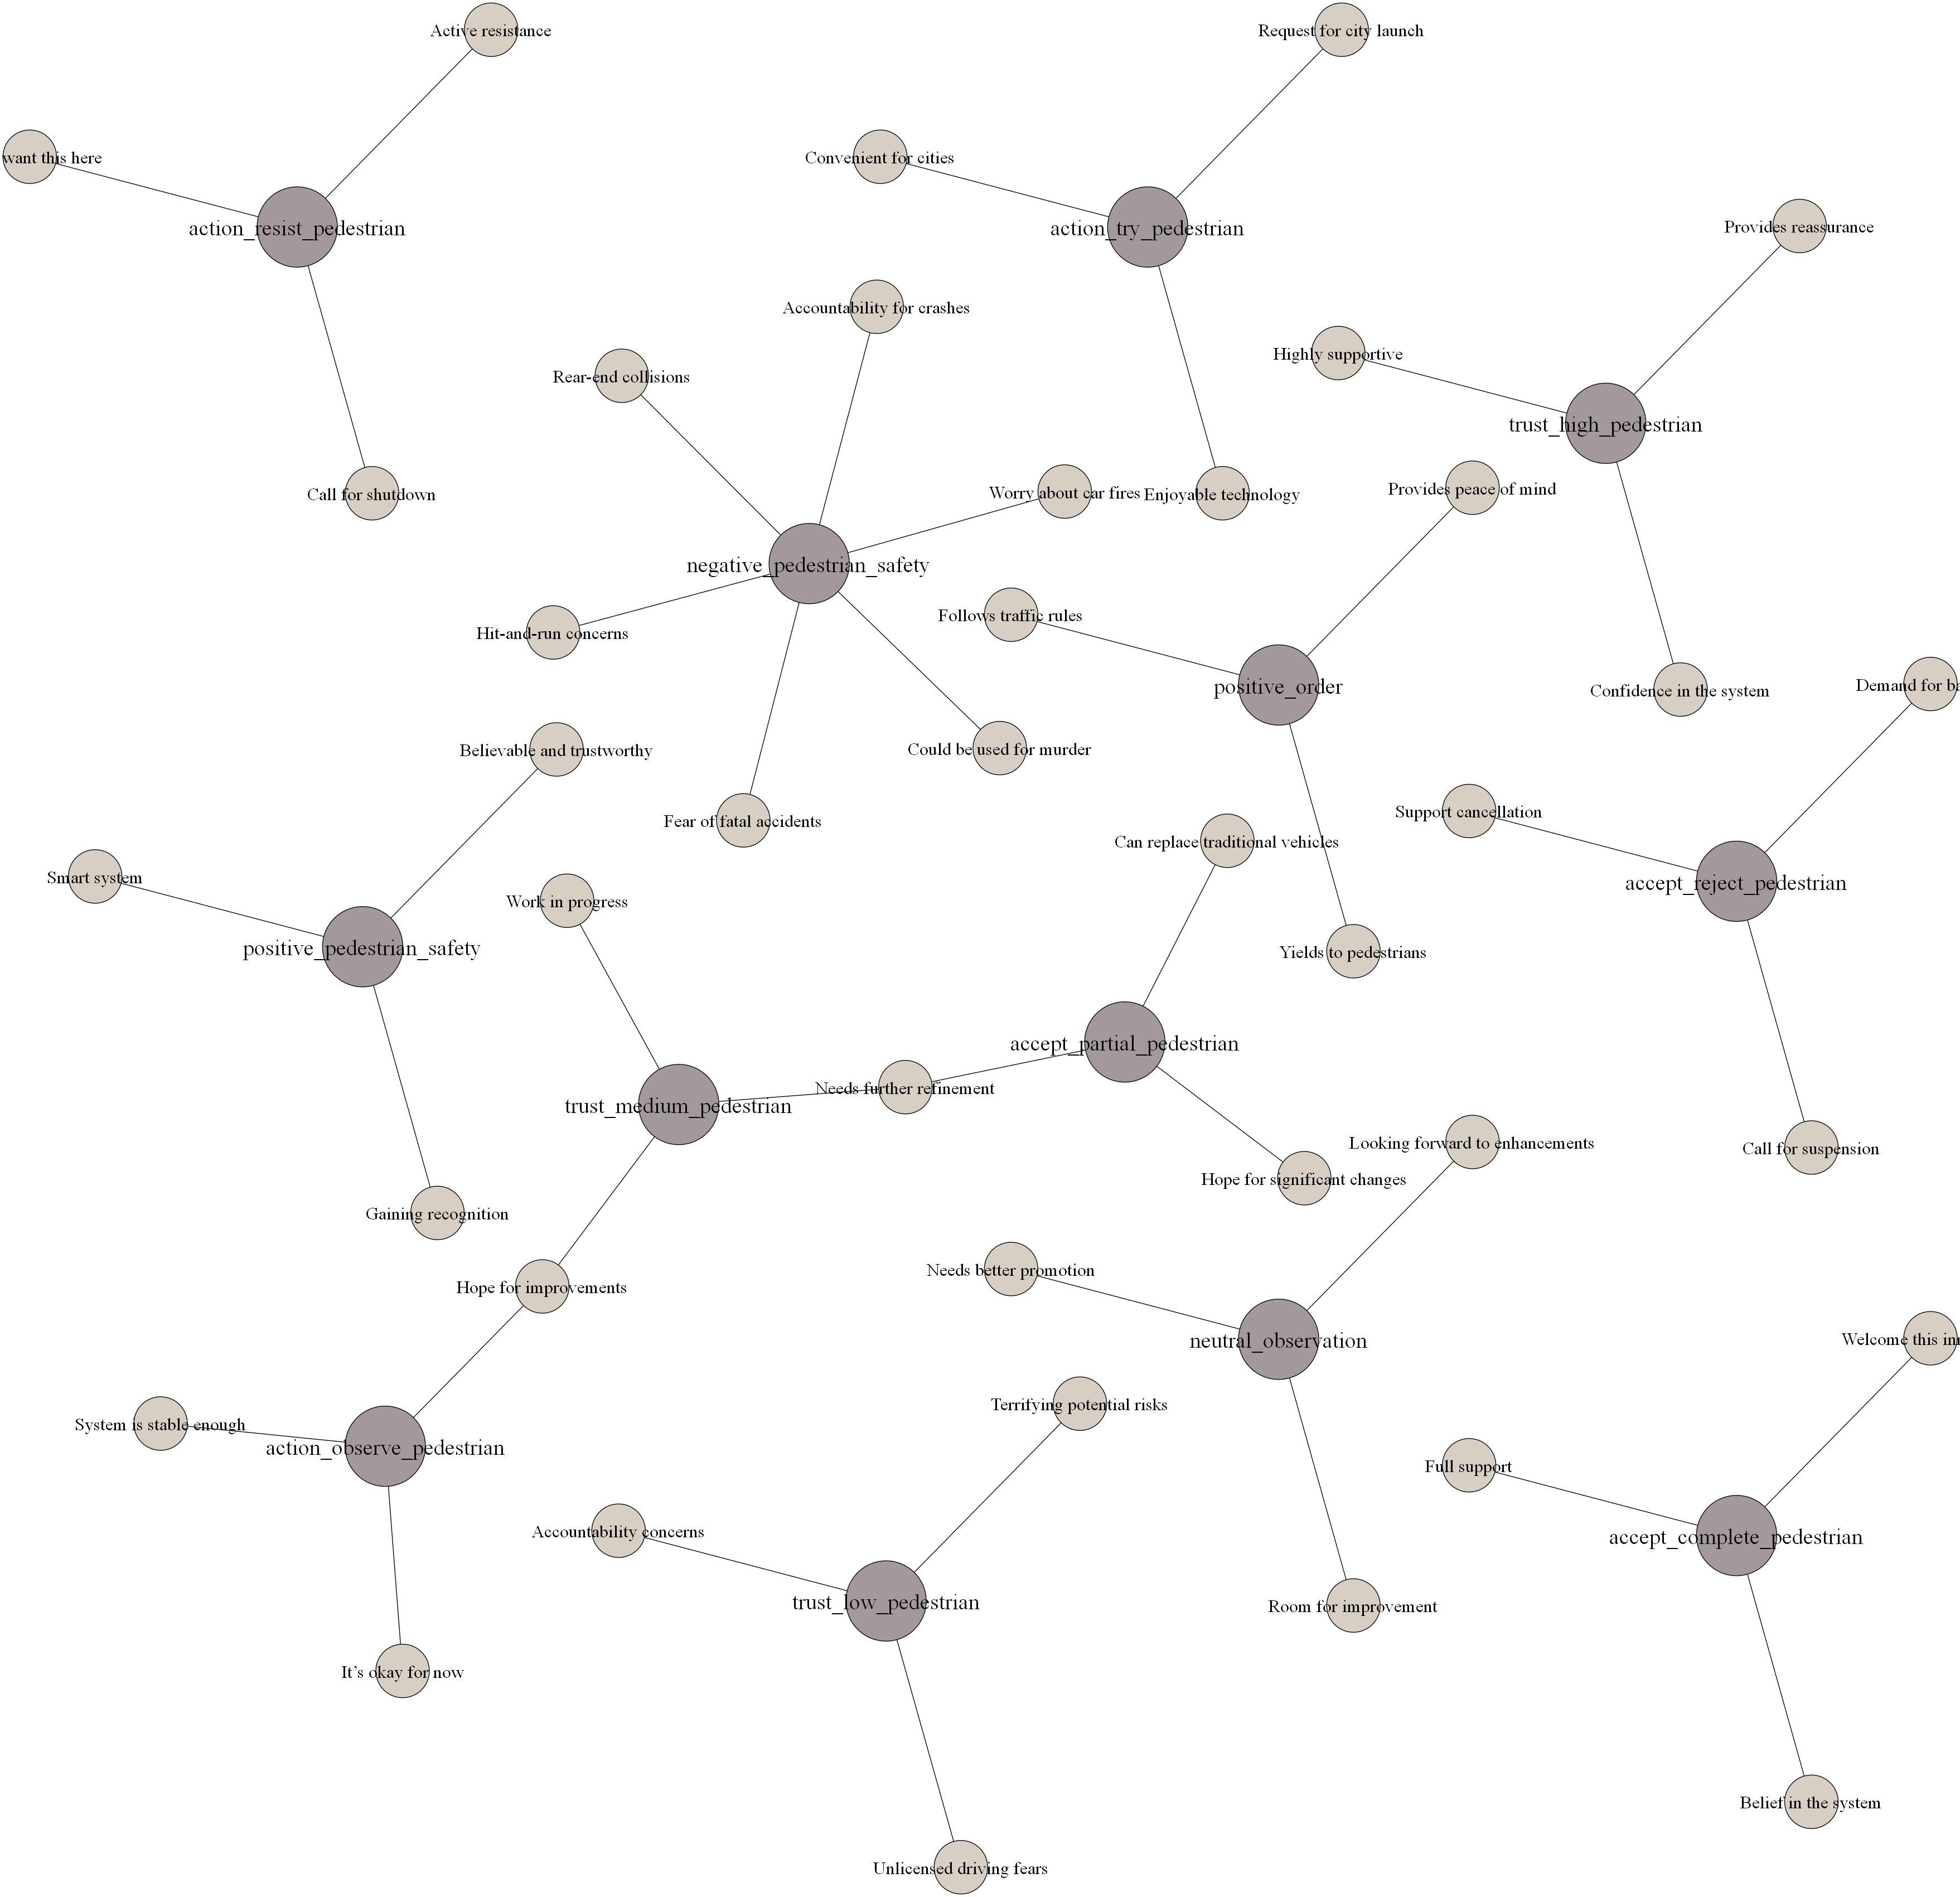 Active resistance
Request for city launch
want this here
Convenient for cities
action_resist_pedestrian
action_try_pedestrian
Provides reassurance
Accountability for crashes
Highly supportive
Rear-end collisions
trust_high_pedestrian
Call for shutdown
Worry about car fires
Enjoyable technology
Provides peace of mind
negative_pedestrian_safety
Follows traffic rules
Hit-and-run concerns
positive_order
Confidence in the system
Demand for
Believable and trustworthy
Could be used for murder
Support cancellation
Fear of fatal accidents
Can replace traditional vehicles
Smart system
accept_reject_pedestrian
Work in progress
positive_pedestrian_safety
Yields to pedestrians
accept_partial_pedestrian
Needs further refinement
trust_medium_pedestrian
Looking forward to enhancements
Call for suspension
Hope for significant changes
Gaining recognition
Needs better promotion
Hope for improvements
neutral_observation
Welcome this
Terrifying potential risks
System is stable enough
action_observe_pedestrian
Full support
Accountability concerns
accept_complete_pedestrian
trust_low_pedestrian
Room for improvement
It’s okay for now
Belief in the system
Unlicensed driving fears